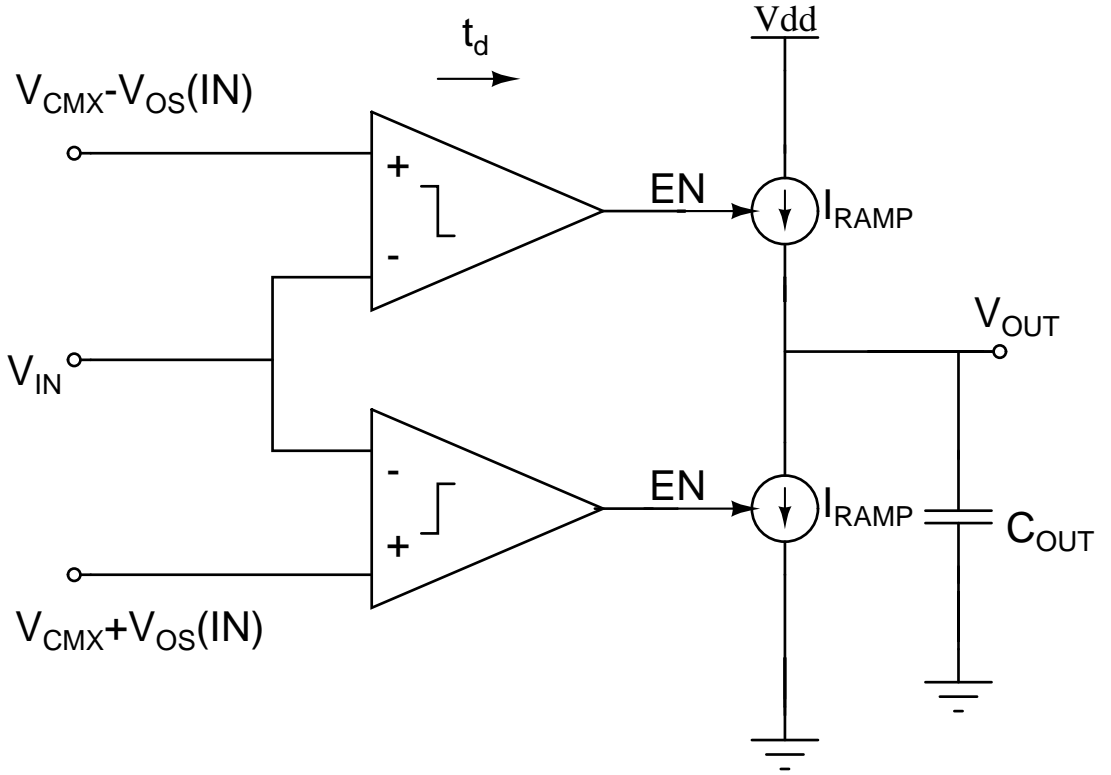 t_d
Vdd
V_CMX-V_OS(IN)
+
-
EN
I_RAMP
V_IN
V_OUT
-
+
EN
I_RAMP
C_OUT
V_CMX+V_OS(IN)